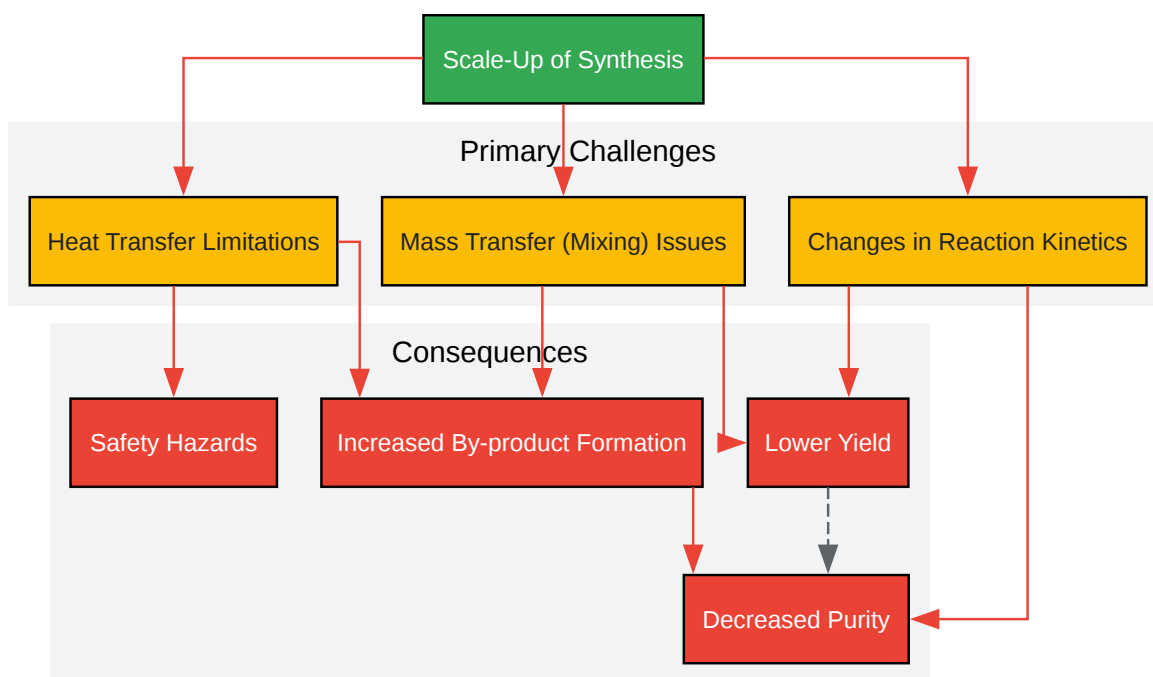 Scale-Up of Synthesis
Primary Challenges
Heat Transfer Limitations
Mass Transfer (Mixing) Issues
Changes in Reaction Kinetics
Consequences
Safety Hazards
Increased By-product Formation
Lower Yield
Decreased Purity